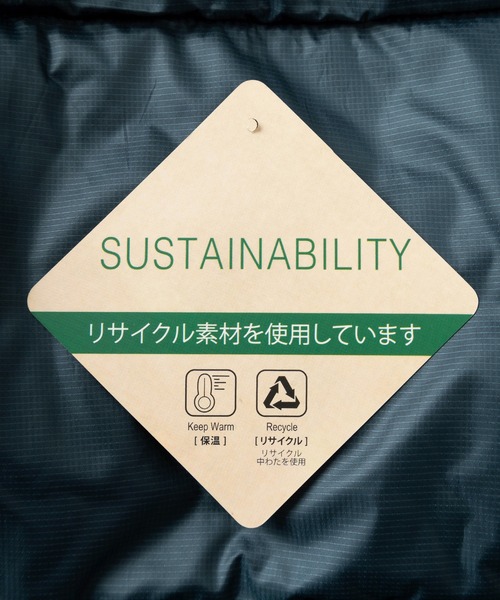 SUSTAINABILITY
リサイクル素材を使用しています
Keep Warm
[ 保温 ]
Recycle
[ リサイクル ]
リサイクル
中わたを使用